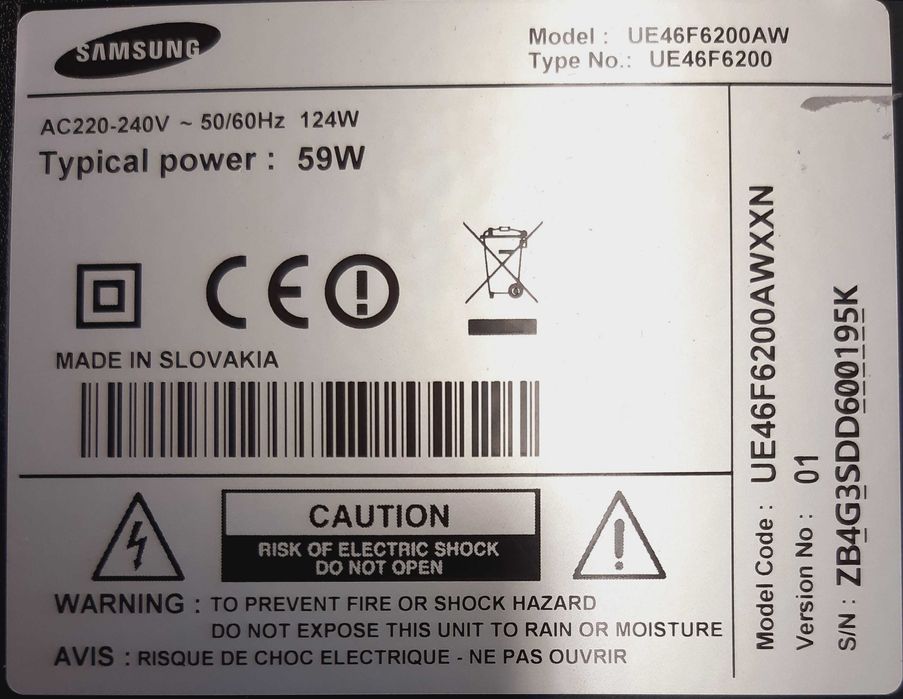 SAMSUNG
Model : UE46F6200AW
Type No.: UE46F6200
AC220-240V ~ 50/60Hz 124W
Typical power : 59W
CE
MADE IN SLOVAKIA
CAUTION
RISK OF ELECTRIC SHOCK
DO NOT OPEN
WARNING : TO PREVENT FIRE OR SHOCK HAZARD
DO NOT EXPOSE THIS UNIT TO RAIN OR MOISTURE
AVIS : RISQUE DE CHOC ELECTRIQUE - NE PAS OUVRIR
Model Code : UE46F6200AWXXN
Version No : 01
S/N : ZB4G3SDD600195K